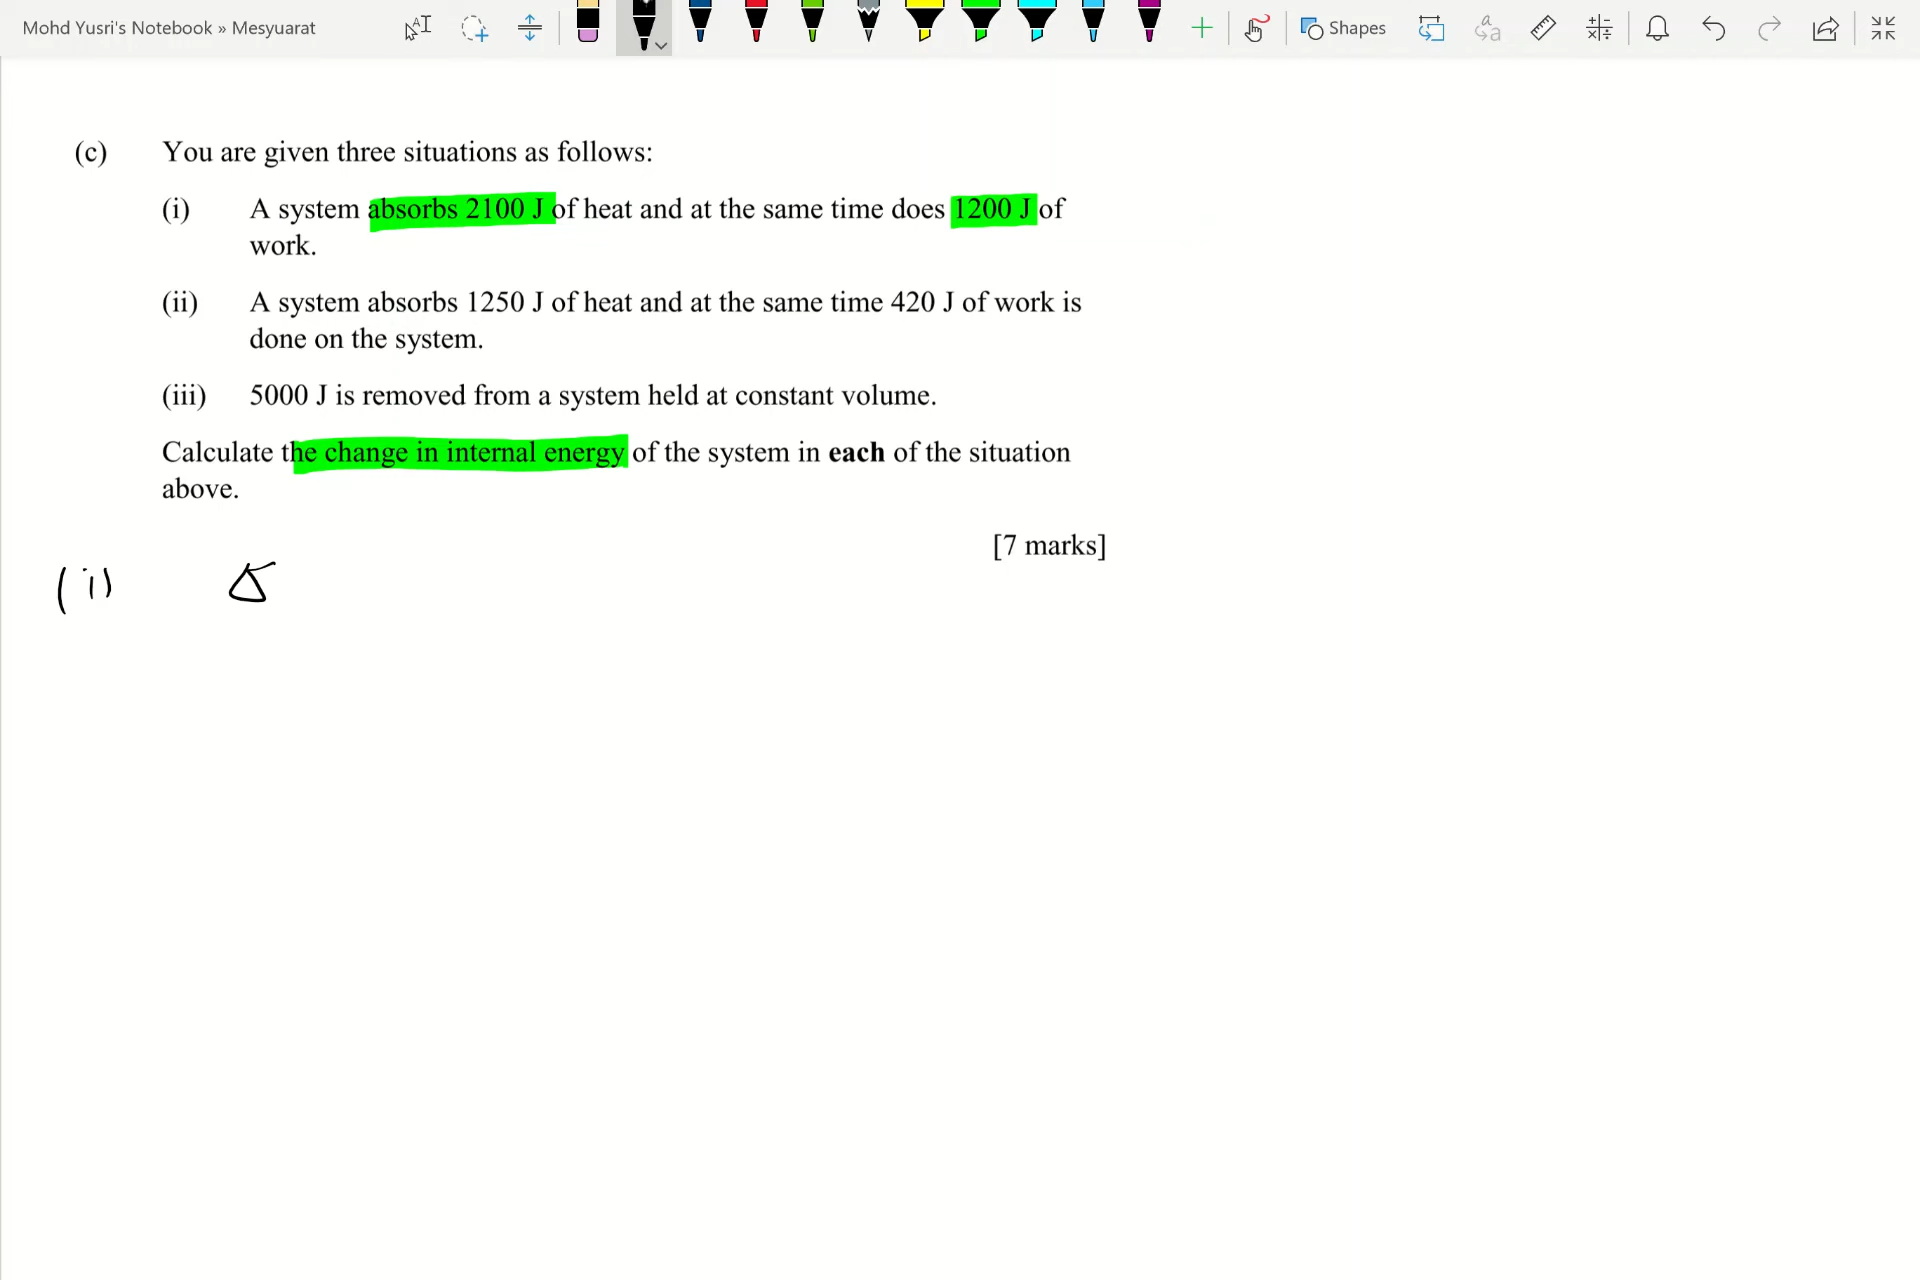 Mohd Yusri's Notebook » Mesyuarat
Shapes
(c) You are given three situations as follows:
(i) A system absorbs 2100 J of heat and at the same time does 1200 J of
work.
(ii) A system absorbs 1250 J of heat and at the same time 420 J of work is
done on the system.
(iii) 5000 J is removed from a system held at constant volume.
Calculate the change in internal energy of the system in each of the situation
above.
[7 marks]
(i) Δ